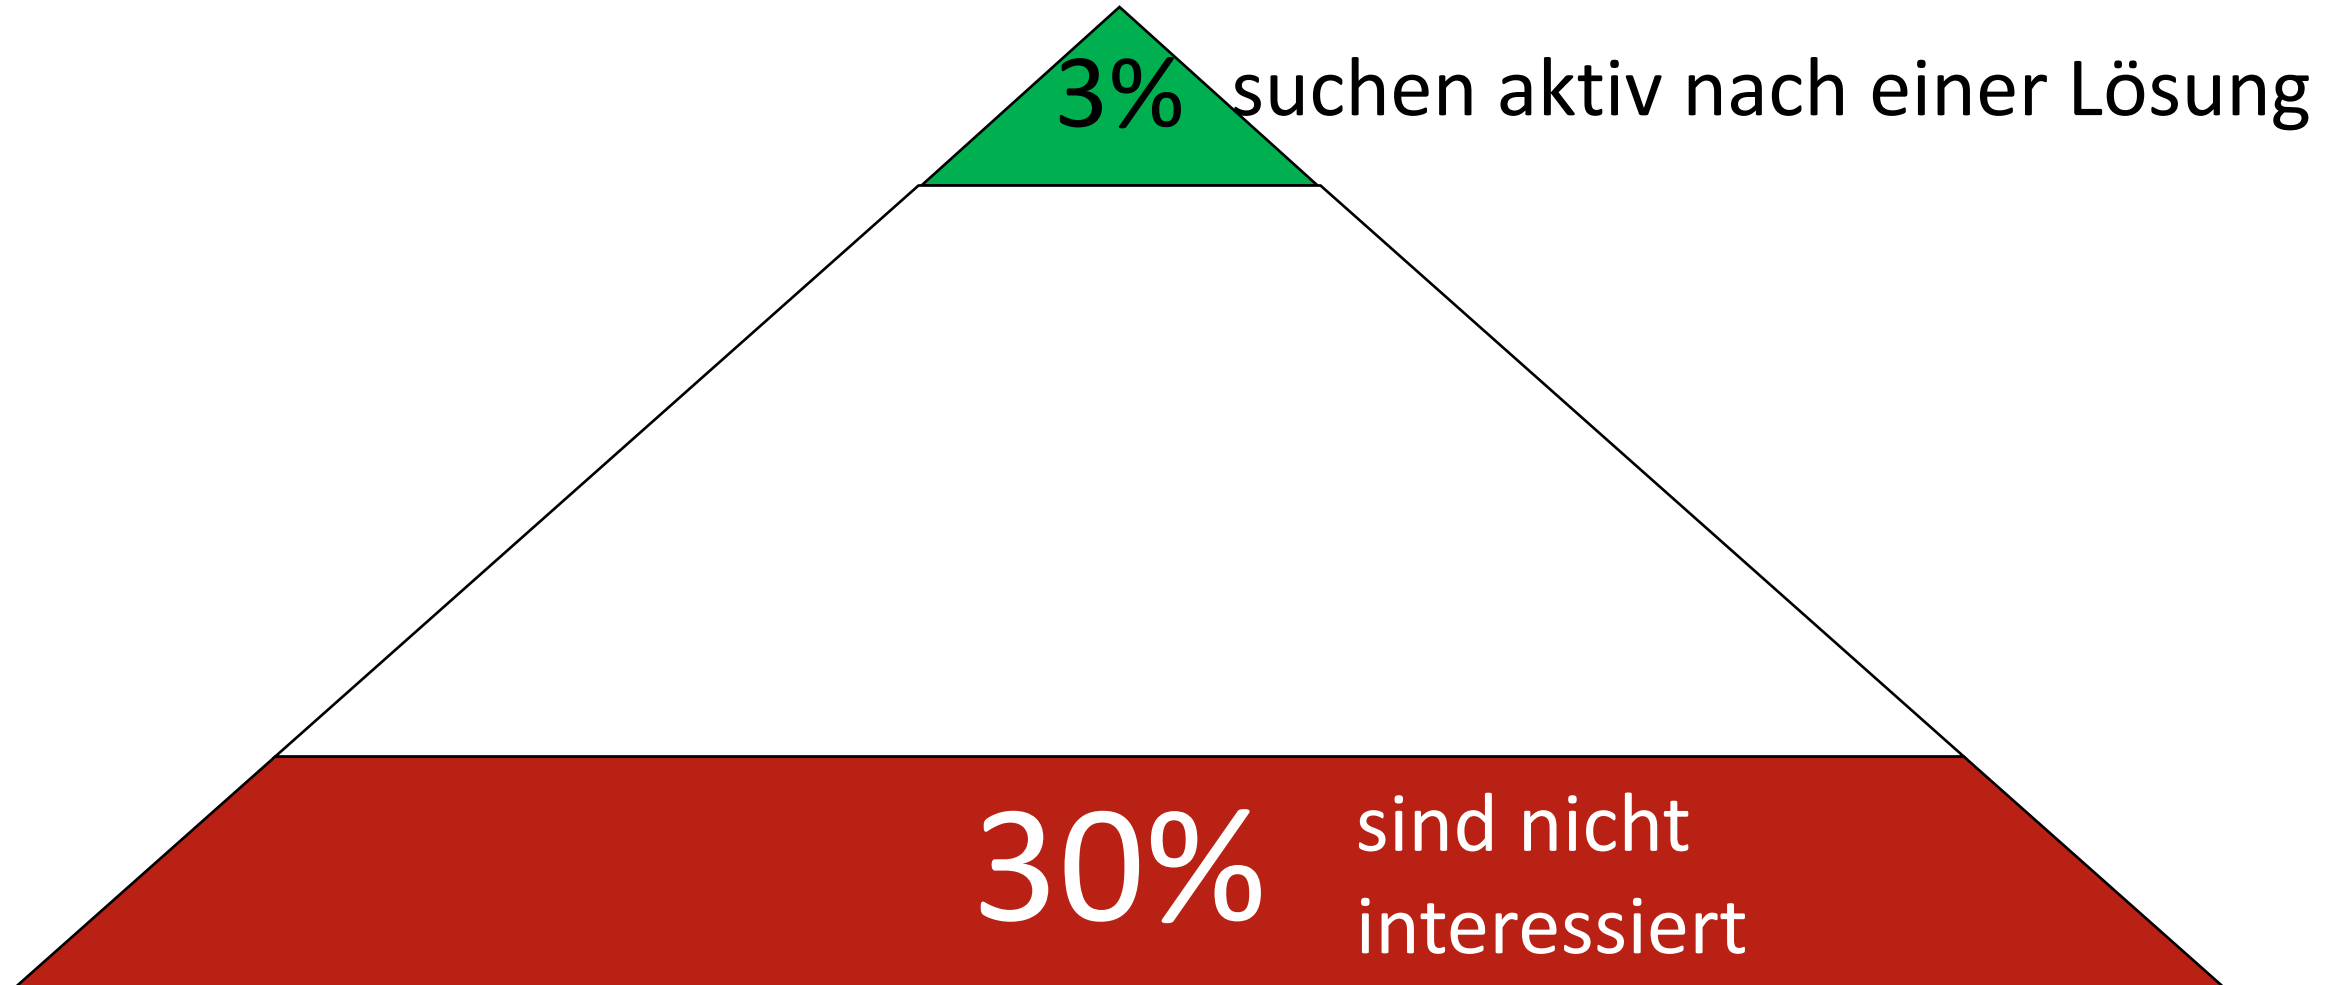 3% suchen aktiv nach einer Lösung
30% sind nicht
interessiert